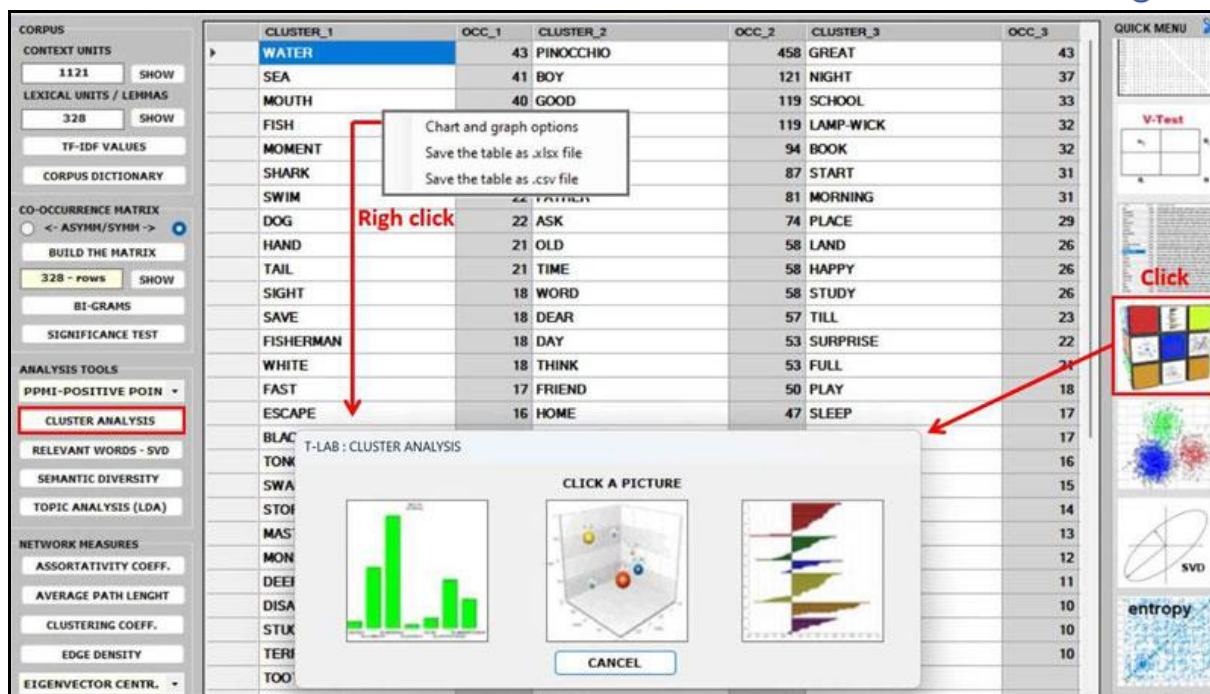 CORPUS
CONTEXT UNITS
1121 SHOW
LEXICAL UNITS / LEMMAS
328 SHOW
TF-IDF VALUES
CORPUS DICTIONARY
CO-OCCURRENCE MATRIX
<- ASYMM/SYMM ->
BUILD THE MATRIX
328 - rows SHOW
BI-GRAMS
SIGNIFICANCE TEST
ANALYSIS TOOLS
PPMI-POSITIVE POIN
CLUSTER ANALYSIS
RELEVANT WORDS - SVD
SEMANTIC DIVERSITY
TOPIC ANALYSIS (LDA)
NETWORK MEASURES
ASSORTATIVITY COEFF.
AVERAGE PATH LENGHT
CLUSTERING COEFF.
EDGE DENSITY
EIGENVECTOR CENTR.
CLUSTER_1 OCC_1 CLUSTER_2 OCC_2 CLUSTER_3 OCC_3
WATER 43 PINOCCHIO 458 GREAT 43
SEA 41 BOY 121 NIGHT 37
MOUTH 40 GOOD 119 SCHOOL 33
FISH 119 LAMP-WICK 32
MOMENT 94 BOOK 32
SHARK 87 START 31
SWIM 22 81 MORNING 31
DOG 22 ASK 74 PLACE 29
HAND 21 OLD 58 LAND 26
TAIL 21 TIME 58 HAPPY 26
SIGHT 18 WORD 58 STUDY 26
SAVE 18 DEAR 57 TILL 23
FISHERMAN 18 DAY 53 SURPRISE 22
WHITE 18 THINK 53 FULL 21
FAST 17 FRIEND 50 PLAY 18
ESCAPE 16 HOME 47 SLEEP 17
17
16
15
14
13
12
11
10
10
10
Chart and graph options
Save the table as .xlsx file
Save the table as .csv file
Righ click
T-LAB : CLUSTER ANALYSIS
CLICK A PICTURE
CANCEL
QUICK MENU
V-Test
Click
SVD
entropy